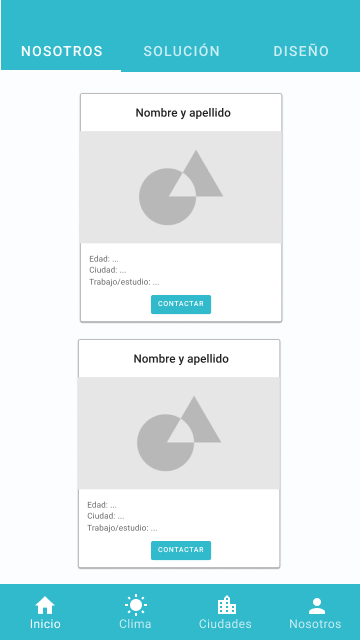 NOSOTROS SOLUCIÓN DISEÑO
Nombre y apellido
Edad: ...
Ciudad: ...
Trabajo/estudio: ...
CONTACTAR
Nombre y apellido
Edad: ...
Ciudad: ...
Trabajo/estudio: ...
CONTACTAR
Inicio Clima Ciudades Nosotros